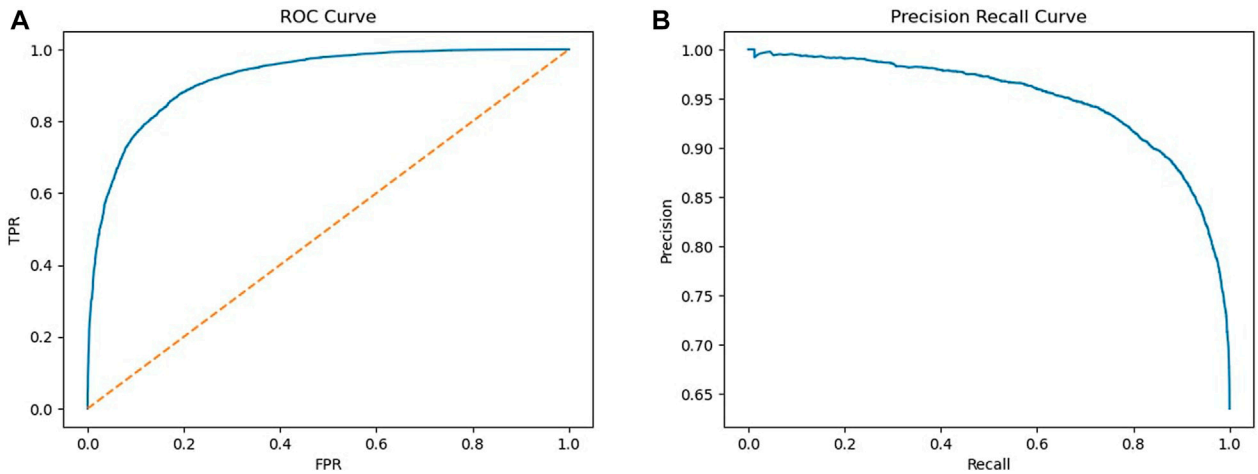 A
ROC Curve
1.0
0.8
0.6
0.4
0.2
0.0
TPR
0.0 0.2 0.4 0.6 0.8 1.0
FPR
B
Precision Recall Curve
1.00
0.95
0.90
0.85
0.80
0.75
0.70
0.65
Precision
0.0 0.2 0.4 0.6 0.8 1.0
Recall